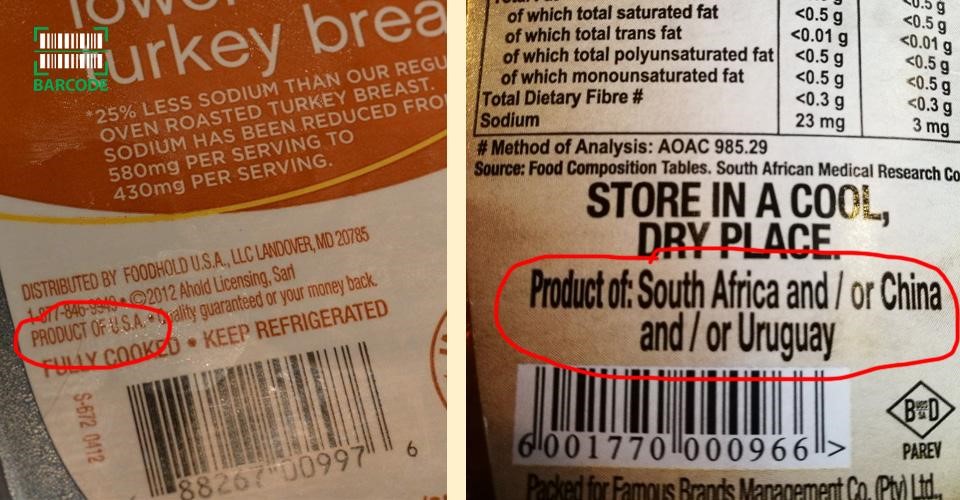 BARCODE
lower
turkey brea
*25% LESS SODIUM THAN OUR REGU
OVEN ROASTED TURKEY BREAST.
SODIUM HAS BEEN REDUCED FRO
580mg PER SERVING TO
430mg PER SERVING.
DISTRIBUTED BY FOODHOLD U.S.A., LLC LANDOVER, MD 20785
1-877-846-9949 • ©2012 Ahold Licensing, Sarl
PRODUCT OF U.S.A. • quality guaranteed or your money back.
FULLY COOKED • KEEP REFRIGERATED
S-672 0412
88267 00997 6
of which total saturated fat <0.5 g <0.5 g
of which total trans fat <0.01 g <0.01 g
of which total polyunsaturated fat <0.5 g <0.5 g
of which monounsaturated fat <0.5 g <0.5 g
Total Dietary Fibre # <0.3 g <0.3 g
Sodium 23 mg 3 mg
# Method of Analysis: AOAC 985.29
Source: Food Composition Tables. South African Medical Research Co
STORE IN A COOL,
DRY PLACE.
Product of: South Africa and / or China
and / or Uruguay
6 001770 000966 >
B D
PAREV
Packed for Famous Brands Management Co. (Pty) Ltd.